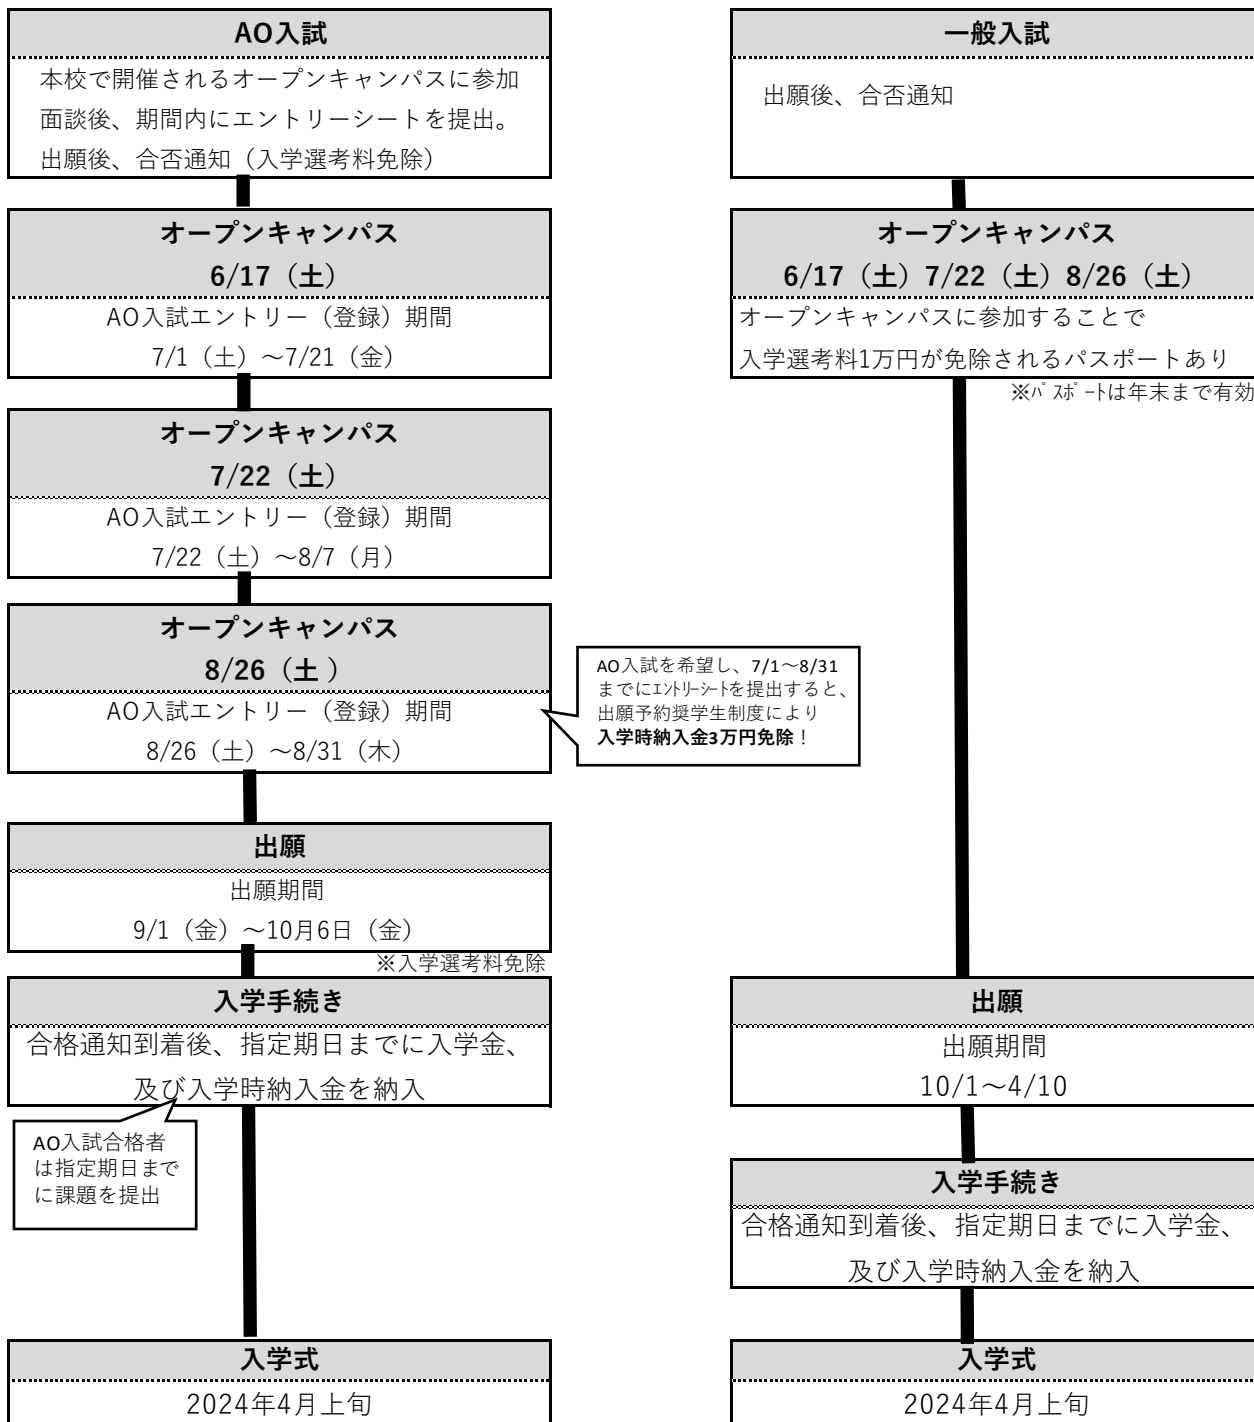 AO入試
本校で開催されるオープンキャンパスに参加
面談後、期間内にエントリーシートを提出。
出願後、合否通知（入学選考料免除）
オープンキャンパス
6/17（土）
AO入試エントリー（登録）期間
7/1（土）～7/21（金）
オープンキャンパス
7/22（土）
AO入試エントリー（登録）期間
7/22（土）～8/7（月）
オープンキャンパス
8/26（土 ）
AO入試エントリー（登録）期間
8/26（土）～8/31（木）
AO入試を希望し、7/1～8/31
までにｴﾝﾄﾘｰｼｰﾄを提出すると、
出願予約奨学生制度により
入学時納入金3万円免除！
出願
出願期間
9/1（金）～10月6日（金）
※入学選考料免除
入学手続き
合格通知到着後、指定期日までに入学金、
及び入学時納入金を納入
AO入試合格者
は指定期日まで
に課題を提出
入学式
2024年4月上旬
一般入試
出願後、合否通知
オープンキャンパス
6/17（土）7/22（土）8/26（土）
オープンキャンパスに参加することで
入学選考料1万円が免除されるパスポートあり
※ﾊﾟｽﾎﾟｰﾄは年末まで有効
出願
出願期間
10/1～4/10
入学手続き
合格通知到着後、指定期日までに入学金、
及び入学時納入金を納入
入学式
2024年4月上旬